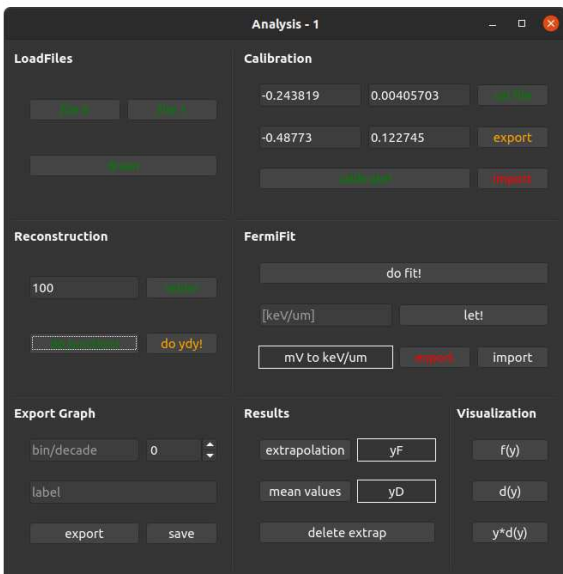 Analysis - 1
LoadFiles
Calibration
-0.243819 0.00405703
-0.48773 0.122745 export
import
Reconstruction
FermiFit
do fit!
100
[keV/um] let!
do ydy!
mV to keV/um export import
Export Graph
Results
Visualization
bin/decade 0
extrapolation yF
f(y)
label
mean values yD
d(y)
export save
delete extrap
y*d(y)